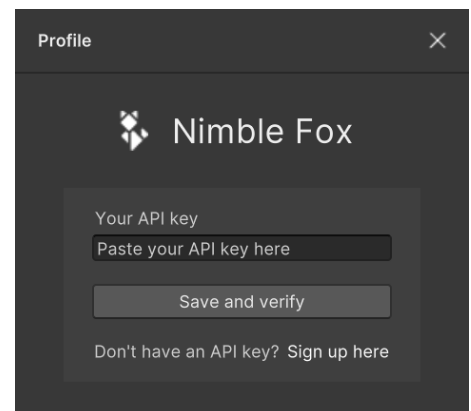 Profile
Nimble Fox
Your API key
Paste your API key here
Save and verify
Don't have an API key? Sign up here